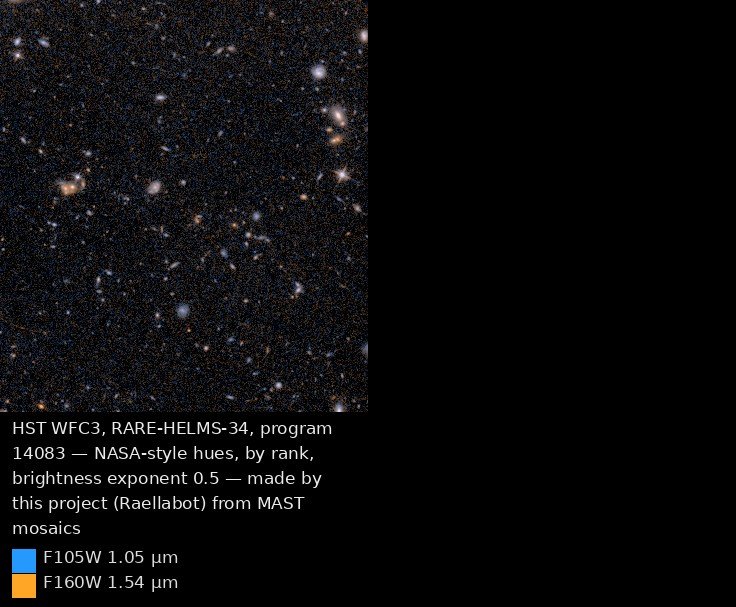 HST WFC3, RARE-HELMS-34, program
14083 — NASA-style hues, by rank,
brightness exponent 0.5 — made by
this project (Raellabot) from MAST
mosaics
F105W 1.05 µm
F160W 1.54 µm